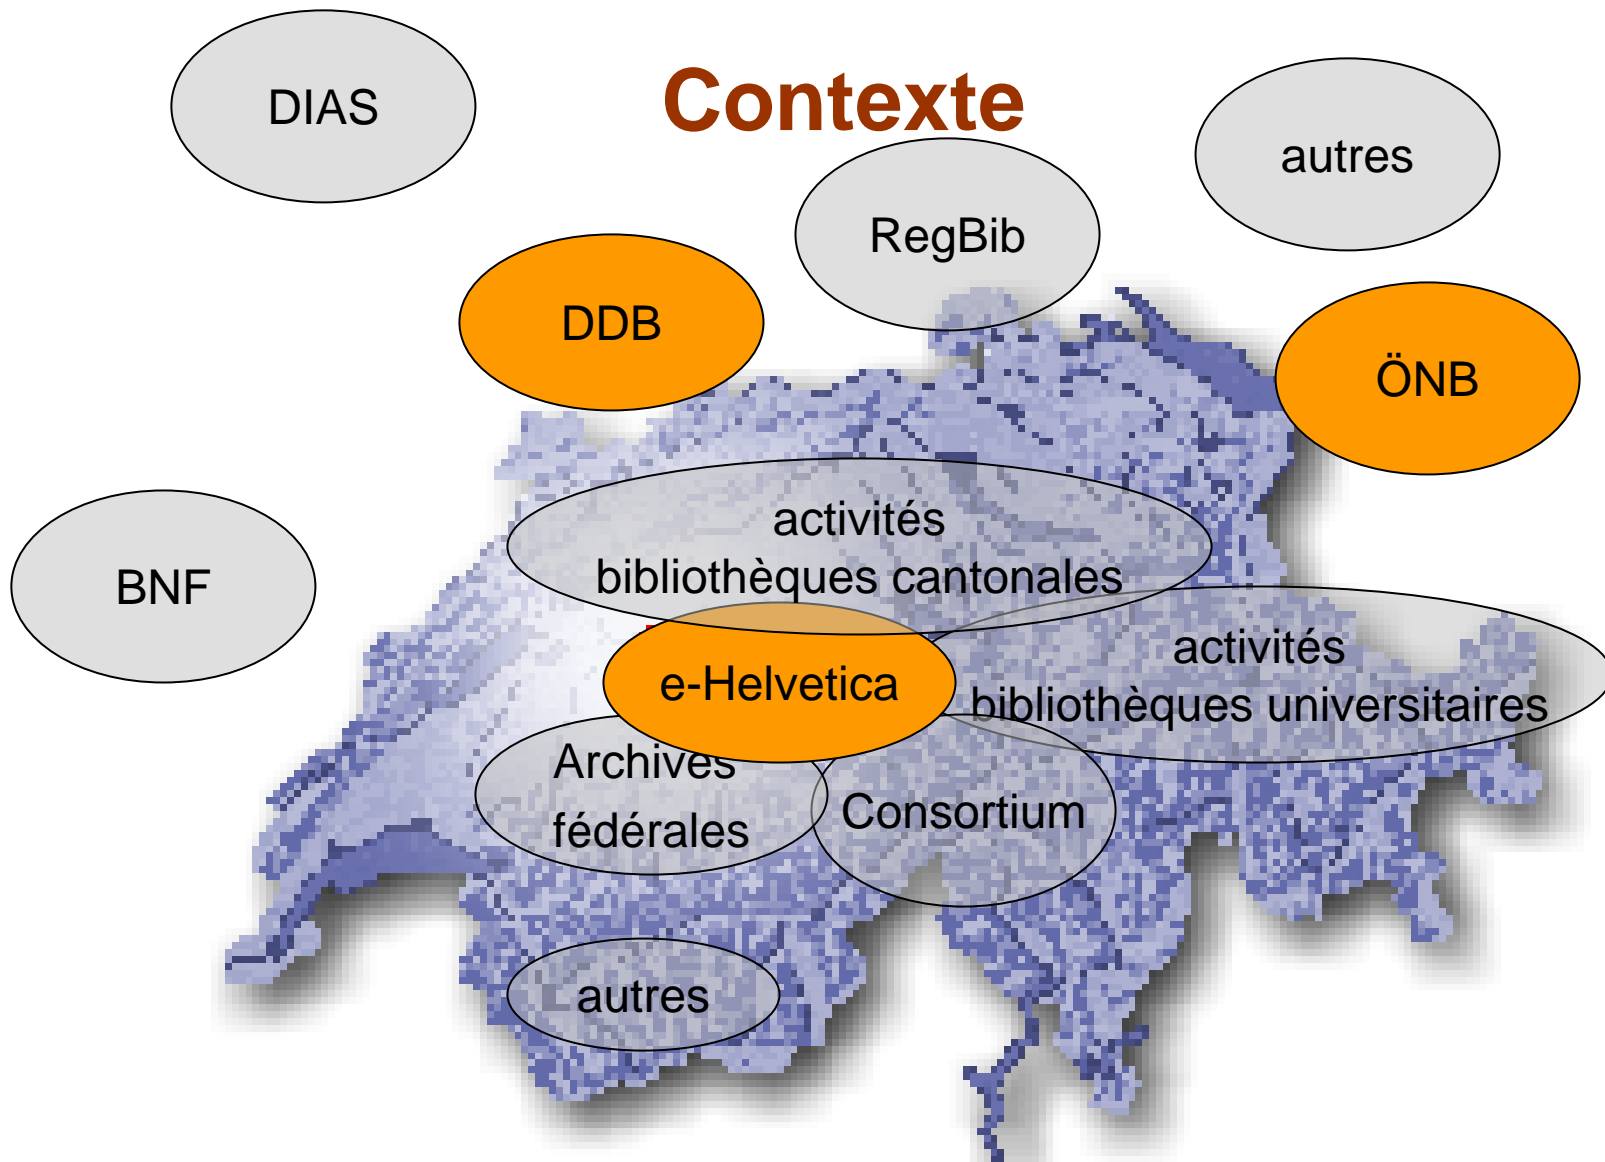 Contexte
DIAS
autres
RegBib
DDB
ÖNB
activités
bibliothèques cantonales
BNF
activités
bibliothèques universitaires
e-Helvetica
Archives
fédérales
Consortium
autres